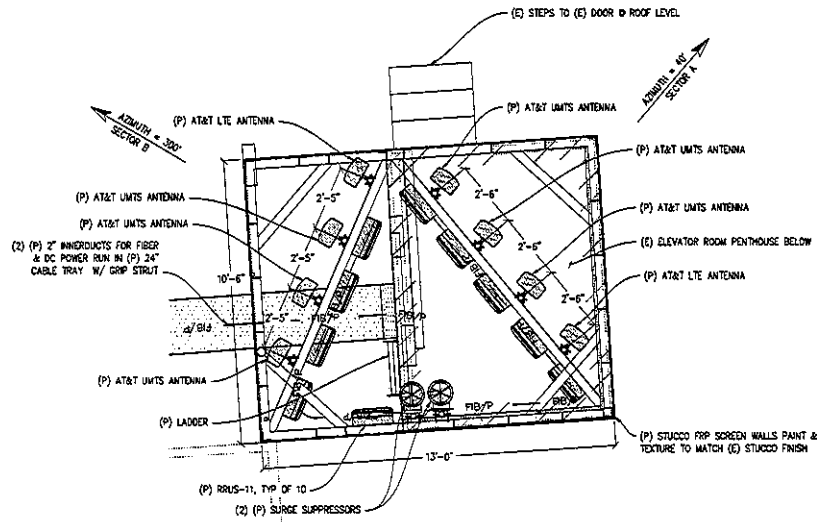 (E) STEPS TO (E) DOOR @ ROOF LEVEL
AZIMUTH = 40'
SECTOR A
AZIMUTH = 300'
SECTOR B
(P) AT&T LTE ANTENNA
(P) AT&T UMTS ANTENNA
(P) AT&T UMTS ANTENNA
(P) AT&T UMTS ANTENNA
(P) AT&T UMTS ANTENNA
(P) AT&T UMTS ANTENNA
(E) ELEVATOR ROOM PENTHOUSE BELOW
(P) AT&T LTE ANTENNA
(2) (P) 2" INNERDUCTS FOR FIBER
& DC POWER RUN IN (P) 24"
CABLE TRAY W/ GRIP STRUT
10'-6"
2'-5"
2'-5"
2'-5"
2'-6"
2'-6"
2'-6"
FIB/P
FIB/P
FIB/P
FIB/P
(P) AT&T UMTS ANTENNA
(P) LADDER
13'-0"
(P) STUCCO FRP SCREEN WALLS PAINT &
TEXTURE TO MATCH (E) STUCCO FINISH
(P) RRUS-11, TYP OF 10
(2) (P) SURGE SUPPRESSORS